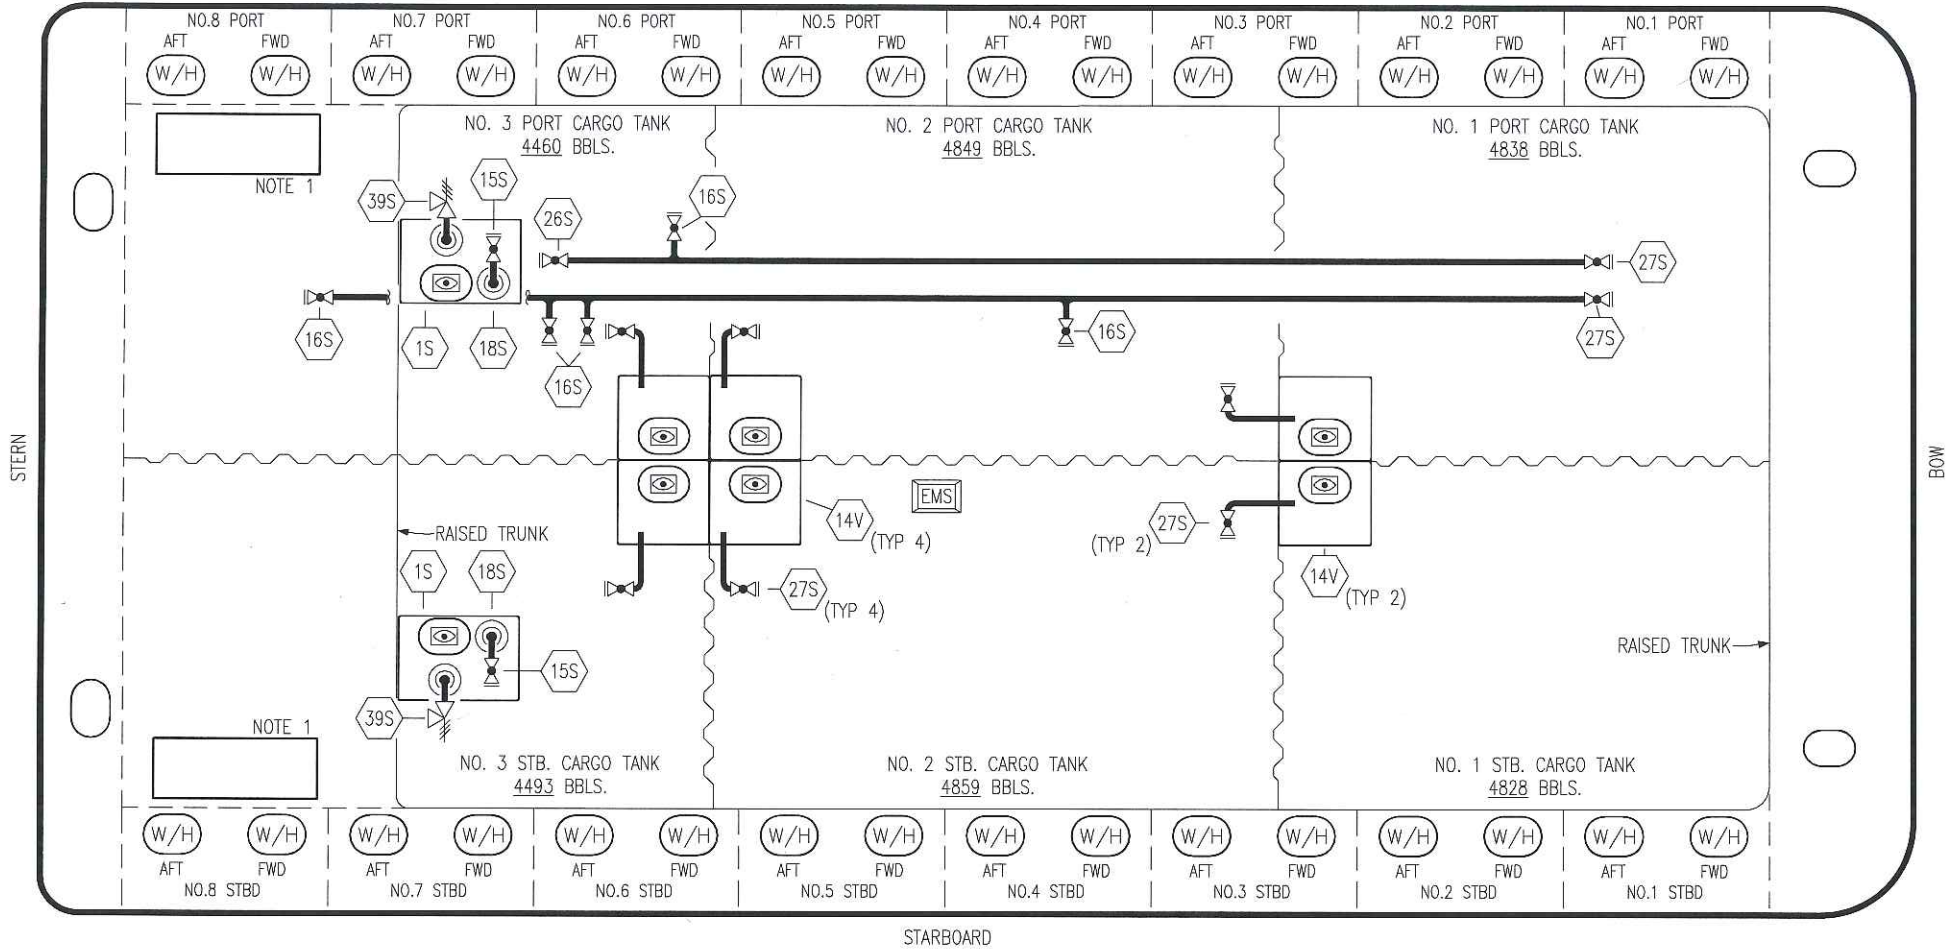 NO.8 PORT NO.7 PORT NO.6 PORT NO.5 PORT NO.4 PORT NO.3 PORT NO.2 PORT NO.1 PORT
AFT FWD AFT FWD AFT FWD AFT FWD AFT FWD AFT FWD AFT FWD AFT FWD
W/H W/H W/H W/H W/H W/H W/H W/H W/H W/H W/H W/H W/H W/H W/H W/H
NO. 3 PORT CARGO TANK
4460 BBLS.
NO. 2 PORT CARGO TANK
4849 BBLS.
NO. 1 PORT CARGO TANK
4838 BBLS.
NOTE 1
39S
15S
16S
26S
27S
16S
1S
18S
16S
16S
27S
STERN
BOW
EMS
14V
(TYP 4)
27S
(TYP 2)
RAISED TRUNK
1S
18S
27S
(TYP 4)
14V
(TYP 2)
RAISED TRUNK
15S
39S
NOTE 1
NO. 3 STB. CARGO TANK
4493 BBLS.
NO. 2 STB. CARGO TANK
4859 BBLS.
NO. 1 STB. CARGO TANK
4828 BBLS.
W/H W/H W/H W/H W/H W/H W/H W/H W/H W/H W/H W/H W/H W/H W/H W/H
AFT FWD AFT FWD AFT FWD AFT FWD AFT FWD AFT FWD AFT FWD AFT FWD
NO.8 STBD NO.7 STBD NO.6 STBD NO.5 STBD NO.4 STBD NO.3 STBD NO.2 STBD NO.1 STBD
STARBOARD